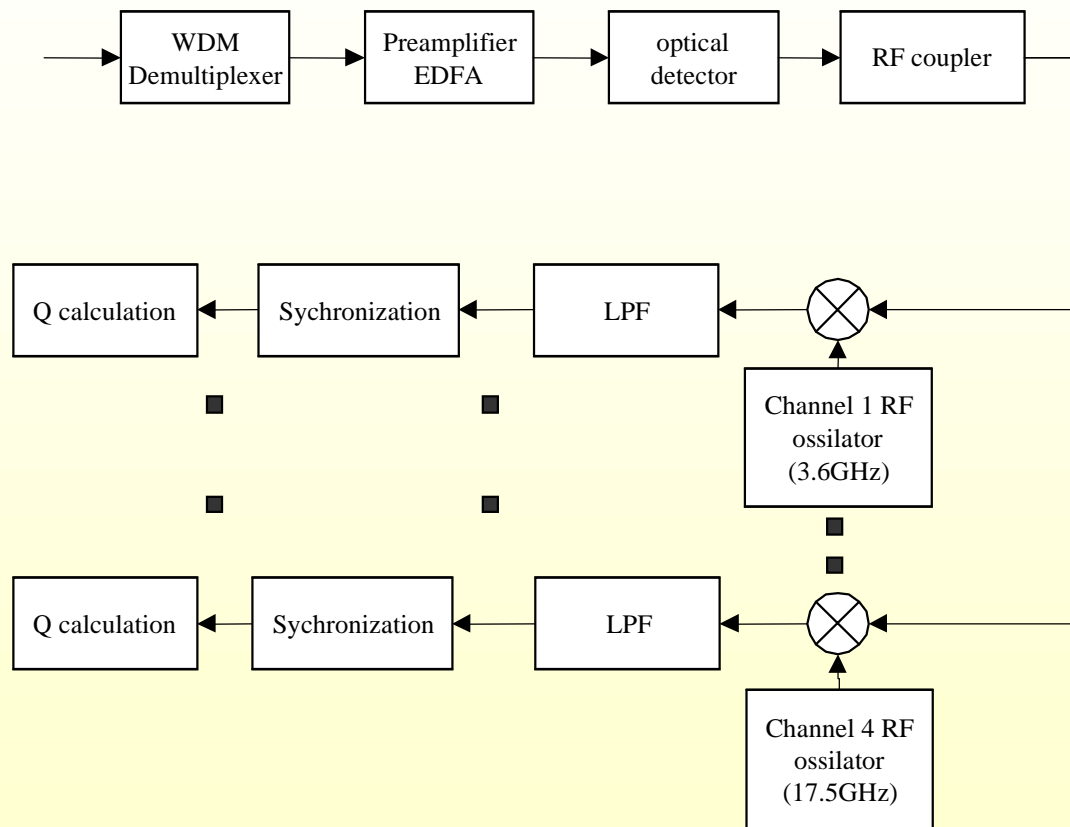 WDM
Demultiplexer
Preamplifier
EDFA
optical
detector
RF coupler
Q calculation
Sychronization
LPF
Channel 1 RF
ossilator
(3.6GHz)
Q calculation
Sychronization
LPF
Channel 4 RF
ossilator
(17.5GHz)